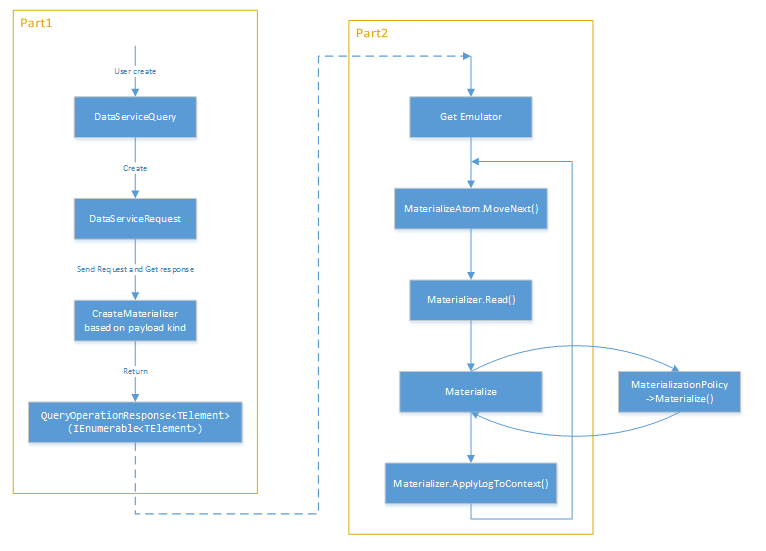 Part1
User create
DataServiceQuery
Create
DataServiceRequest
Send Request and Get response
CreateMaterializer
based on payload kind
Return
QueryOperationResponse<TElement>
(IEnumerable<TElement>)
Part2
Get Emulator
MaterializeAtom.MoveNext()
Materializer.Read()
Materialize
MaterializationPolicy
->Materialize()
Materializer.ApplyLogToContext()